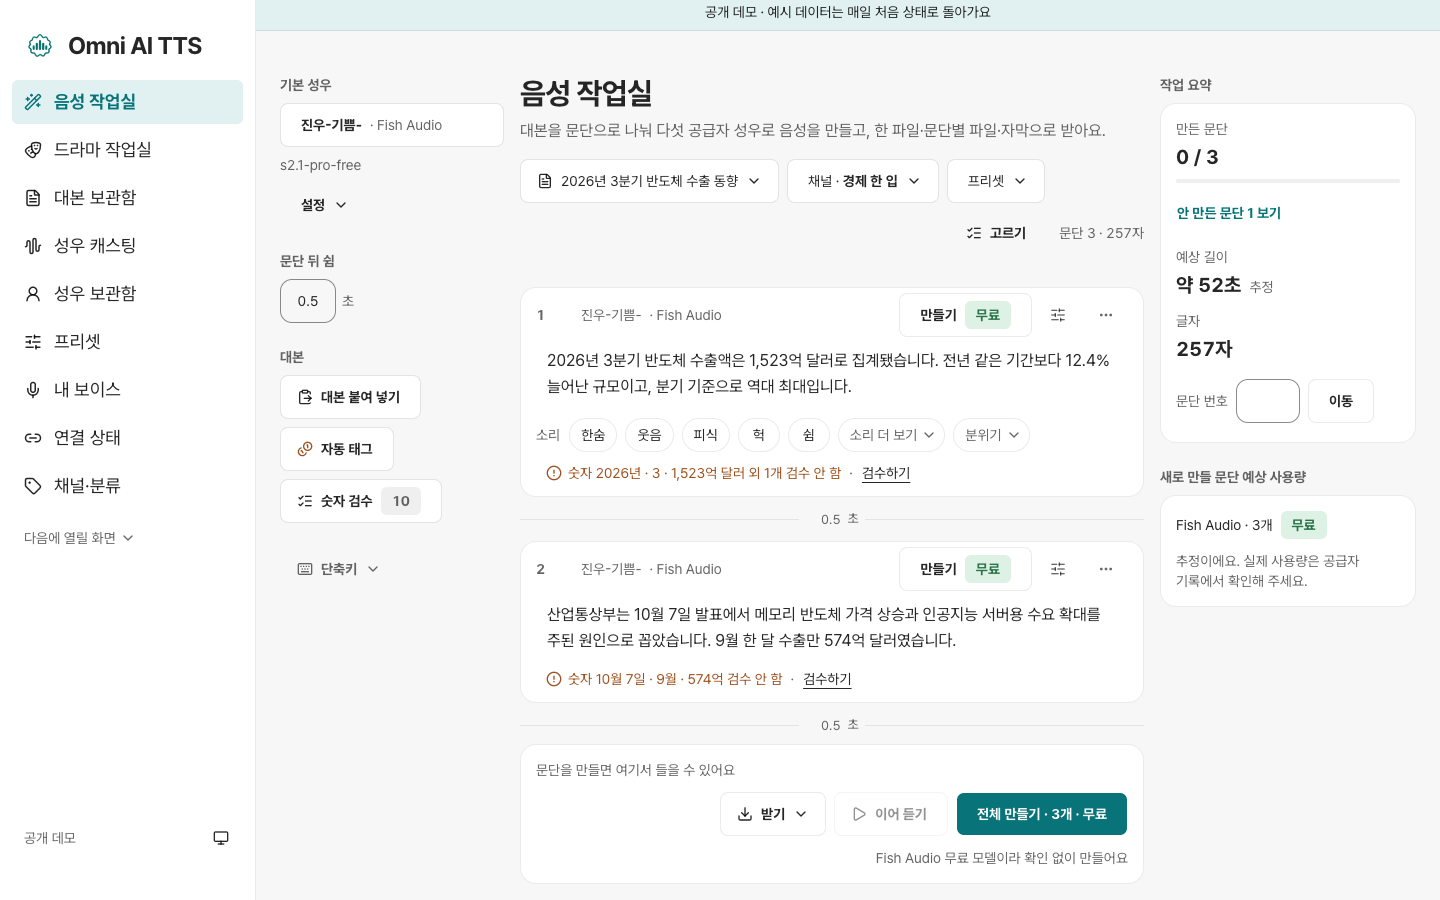 공개 데모 · 예시 데이터는 매일 처음 상태로 돌아가요
Omni AI TTS
음성 작업실
드라마 작업실
대본 보관함
성우 캐스팅
성우 보관함
프리셋
내 보이스
연결 상태
채널·분류
다음에 열릴 화면
공개 데모
기본 성우
진우-기쁨- · Fish Audio
s2.1-pro-free
설정
문단 뒤 쉼
0.5 초
대본
대본 붙여 넣기
자동 태그
숫자 검수 10
단축키
음성 작업실
대본을 문단으로 나눠 다섯 공급자 성우로 음성을 만들고, 한 파일·문단별 파일·자막으로 받아요.
2026년 3분기 반도체 수출 동향
채널 · 경제 한 입
프리셋
고르기
문단 3 · 257자
1 진우-기쁨- · Fish Audio 만들기 무료
2026년 3분기 반도체 수출액은 1,523억 달러로 집계됐습니다. 전년 같은 기간보다 12.4%
늘어난 규모이고, 분기 기준으로 역대 최대입니다.
소리 한숨 웃음 피식 헉 쉼 소리 더 보기 분위기
숫자 2026년 · 3 · 1,523억 달러 외 1개 검수 안 함 · 검수하기
0.5 초
2 진우-기쁨- · Fish Audio 만들기 무료
산업통상부는 10월 7일 발표에서 메모리 반도체 가격 상승과 인공지능 서버용 수요 확대를
주된 원인으로 꼽았습니다. 9월 한 달 수출만 574억 달러였습니다.
숫자 10월 7일 · 9월 · 574억 검수 안 함 · 검수하기
0.5 초
문단을 만들면 여기서 들을 수 있어요
받기
이어 듣기
전체 만들기 · 3개 · 무료
Fish Audio 무료 모델이라 확인 없이 만들어요
작업 요약
만든 문단
0 / 3
안 만든 문단 1 보기
예상 길이
약 52초 추정
글자
257자
문단 번호 이동
새로 만들 문단 예상 사용량
Fish Audio · 3개 무료
추정이에요. 실제 사용량은 공급자
기록에서 확인해 주세요.